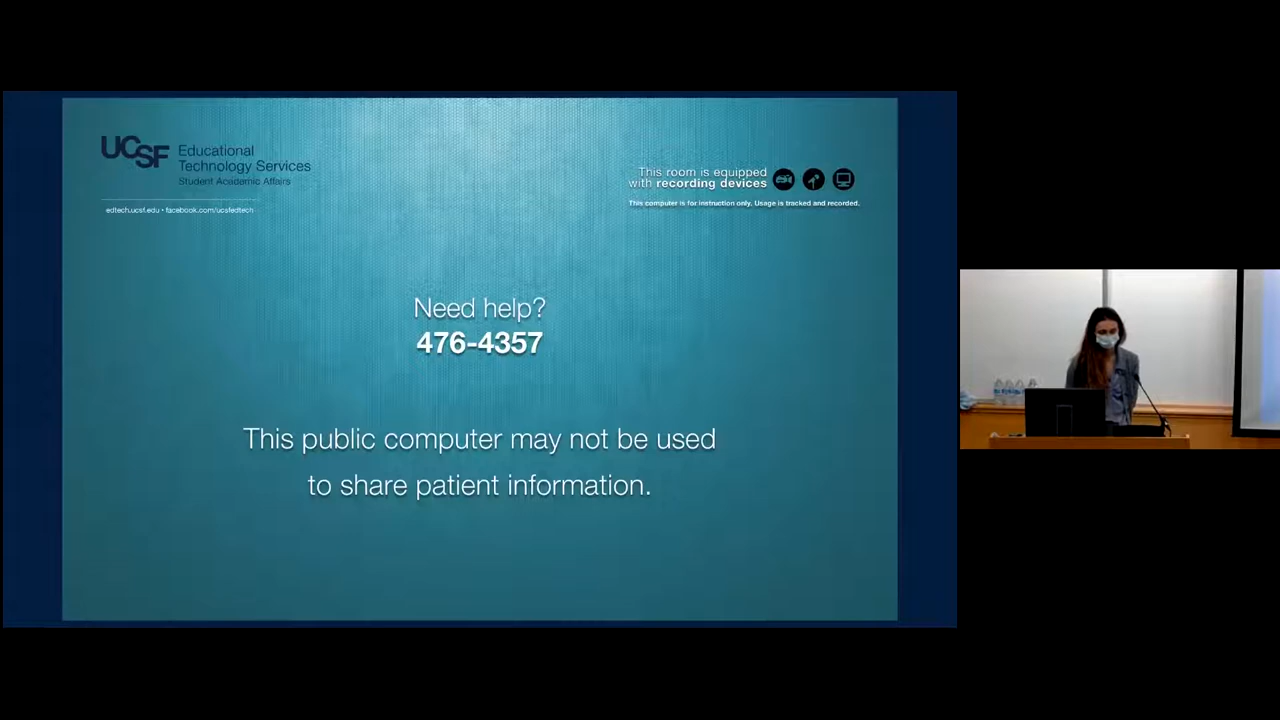 UCSF Educational
Technology Services
Student Academic Affairs
edtech.ucsf.edu • facebook.com/ucsfedtech
This room is equipped
with recording devices
This computer is for instruction only. Usage is tracked and recorded.
Need help?
476-4357
This public computer may not be used
to share patient information.